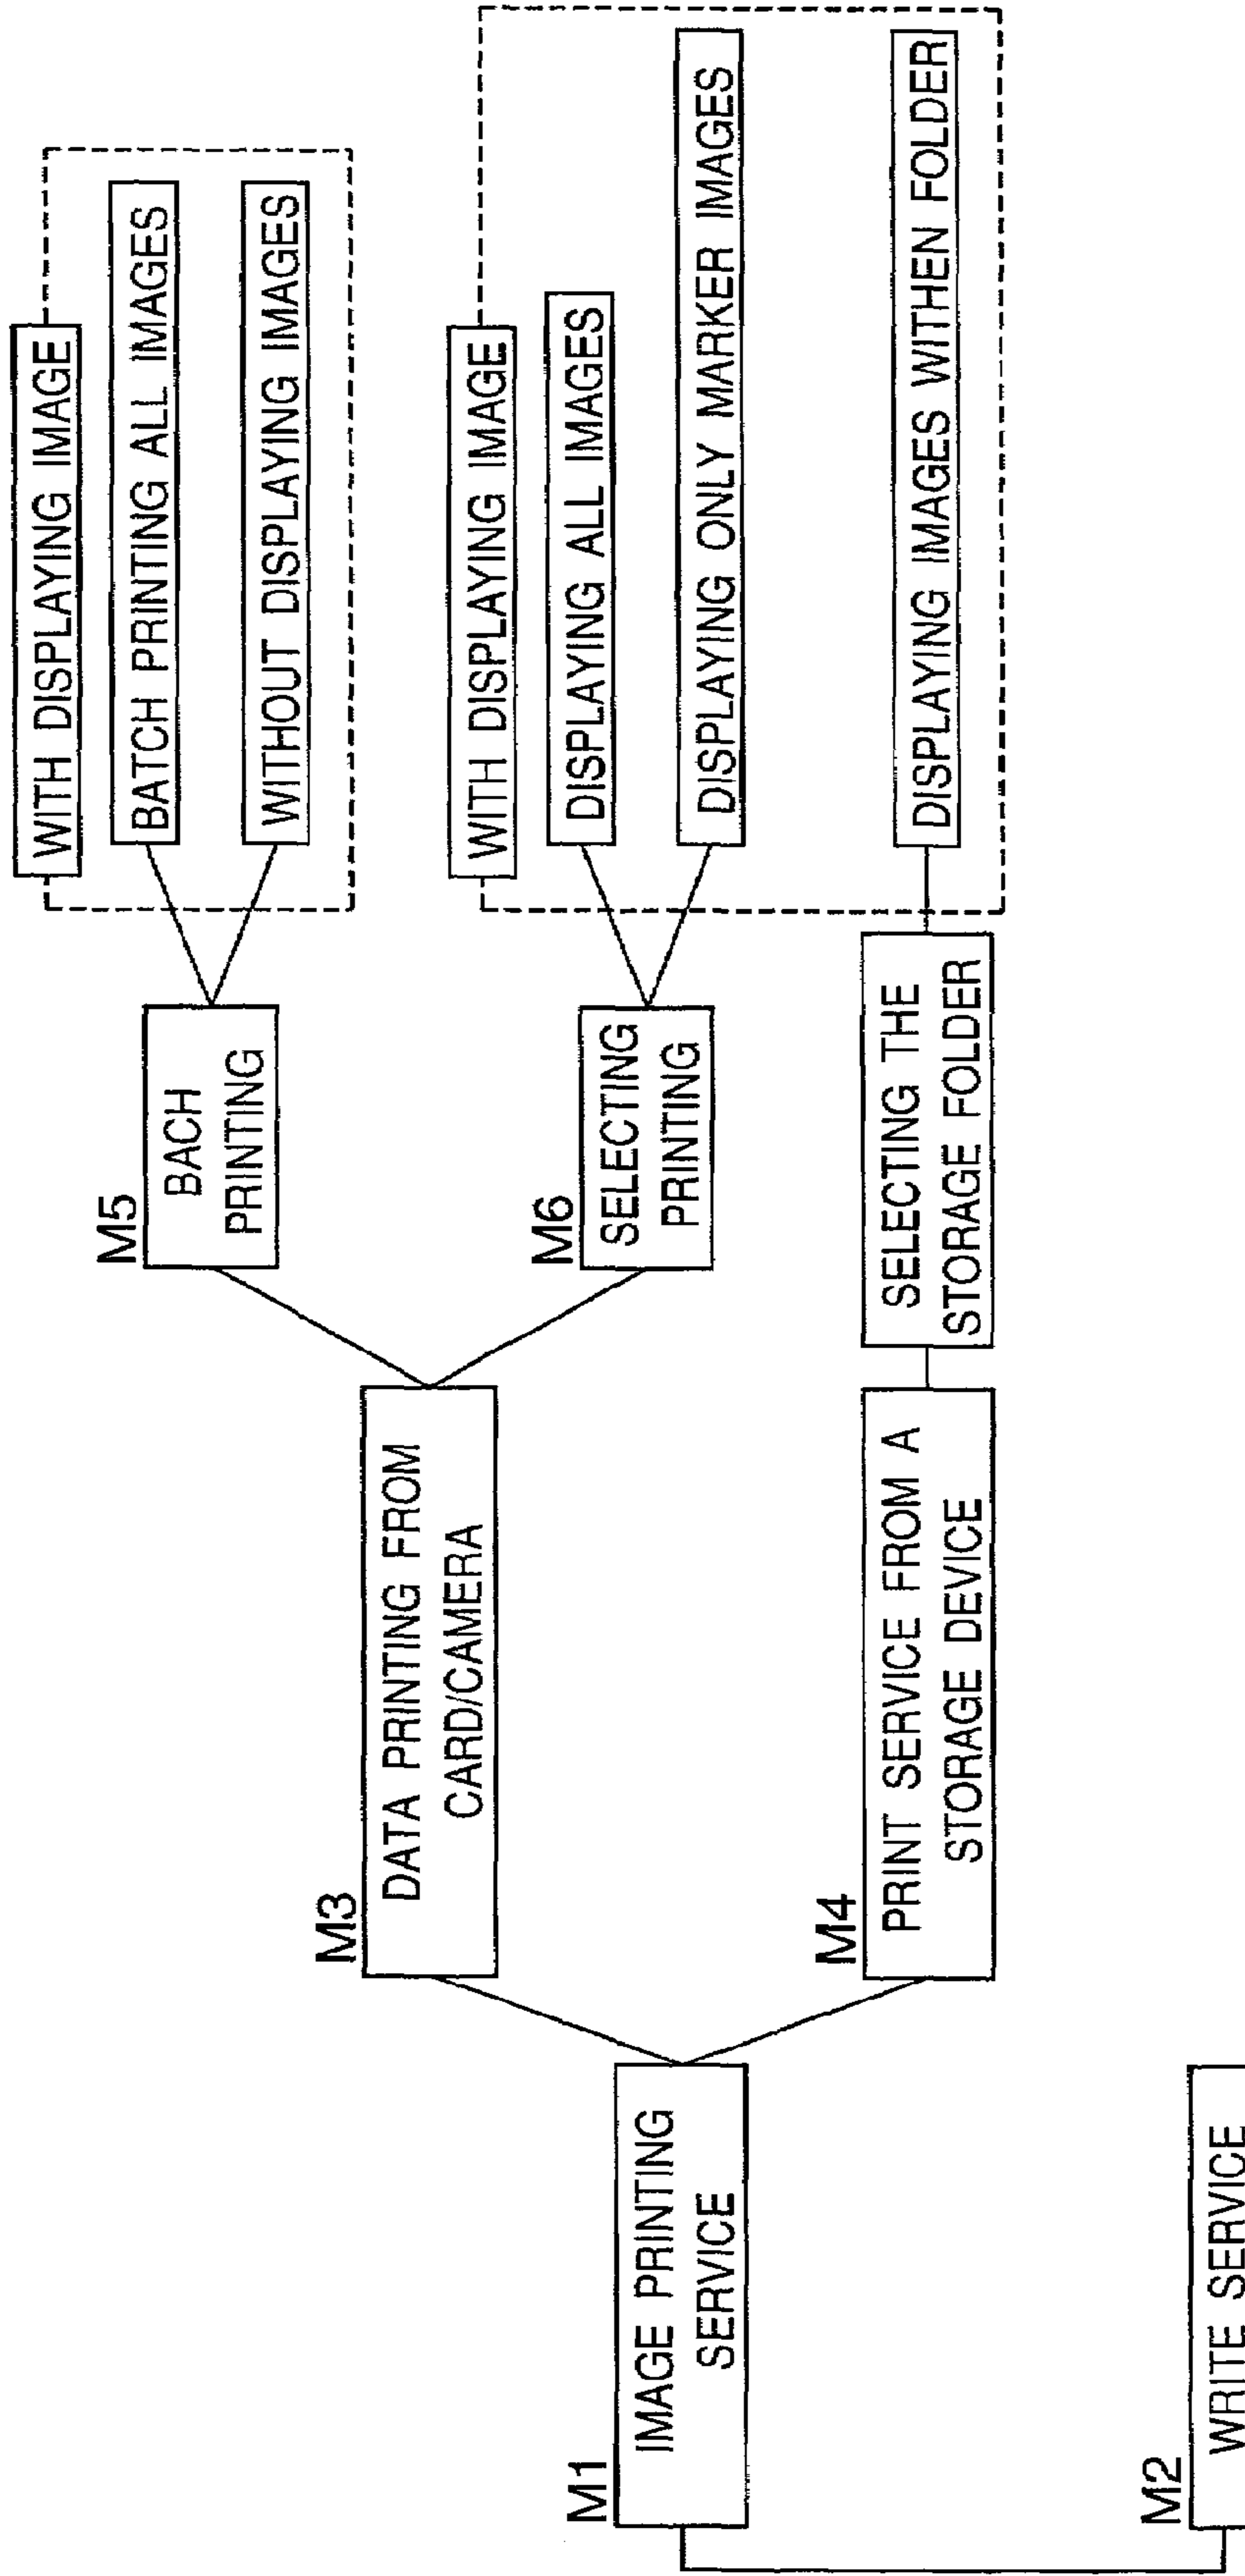 M1
IMAGE PRINTING
SERVICE
M2
WRITE SERVICE
M3
DATA PRINTING FROM
CARD/CAMERA
M4
PRINT SERVICE FROM A
STORAGE DEVICE
M5
BACH
PRINTING
M6
SELECTING
PRINTING
SELECTING THE
STORAGE FOLDER
WITH DISPLAYING IMAGE
BATCH PRINTING ALL IMAGES
WITHOUT DISPLAYING IMAGES
WITH DISPLAYING IMAGE
DISPLAYING ALL IMAGES
DISPLAYING ONLY MARKER IMAGES
DISPLAYING IMAGES WITHEN FOLDER